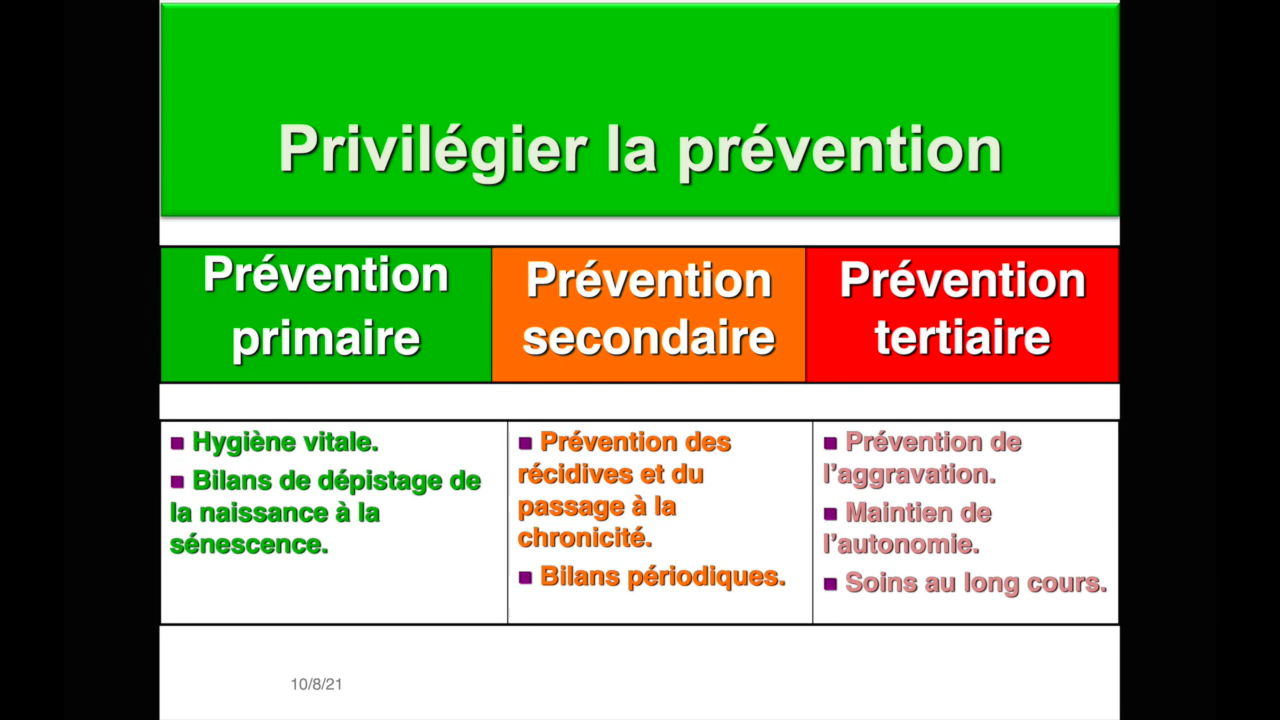 Privilégier la prévention
Prévention
primaire
Prévention
secondaire
Prévention
tertiaire
Hygiène vitale.
Bilans de dépistage de
la naissance à la
sénescence.
Prévention des
récidives et du
passage à la
chronicité.
Bilans périodiques.
Prévention de
l'aggravation.
Maintien de
l'autonomie.
Soins au long cours.
10/8/21